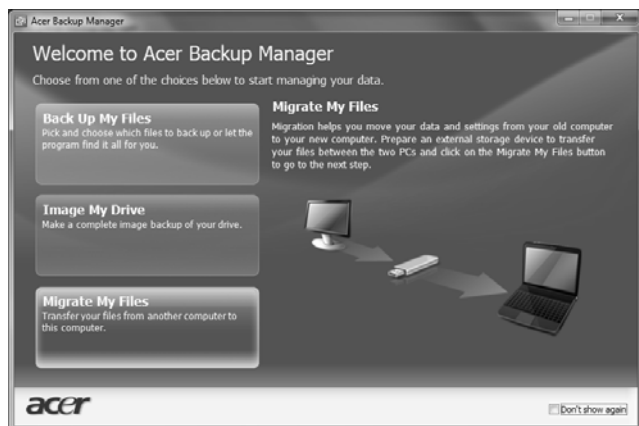 Acer Backup Manager
Welcome to Acer Backup Manager
Choose from one of the choices below to start managing your data.
Back Up My Files
Pick and choose which files to back up or let the
program find it all for you.
Image My Drive
Make a complete image backup of your drive.
Migrate My Files
Transfer your files from another computer to
this computer.
Migrate My Files
Migration helps you move your data and settings from your old computer
to your new computer. Prepare an external storage device to transfer
your files between the two PCs and click on the Migrate My Files button
to go to the next step.
acer
Don't show again